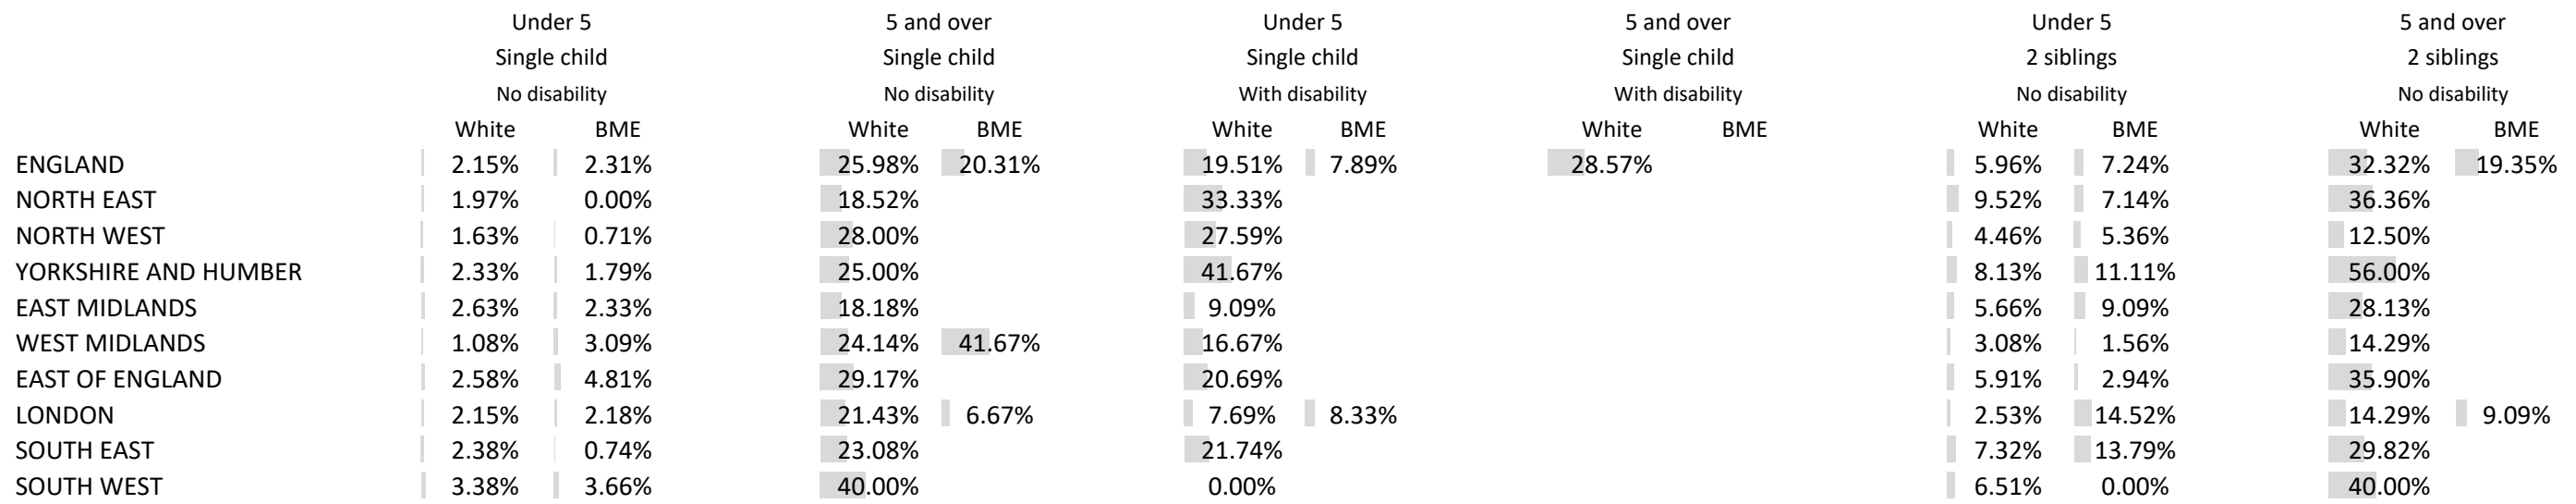 Under 5 5 and over Under 5 5 and over Under 5 5 and over
Single child Single child Single child Single child 2 siblings 2 siblings
No disability No disability With disability With disability No disability No disability
White BME White BME White BME White BME White BME White BME
ENGLAND 2.15% 2.31% 25.98% 20.31% 19.51% 7.89% 28.57% 5.96% 7.24% 32.32% 19.35%
NORTH EAST 1.97% 0.00% 18.52% 33.33% 9.52% 7.14% 36.36%
NORTH WEST 1.63% 0.71% 28.00% 27.59% 4.46% 5.36% 12.50%
YORKSHIRE AND HUMBER 2.33% 1.79% 25.00% 41.67% 8.13% 11.11% 56.00%
EAST MIDLANDS 2.63% 2.33% 18.18% 9.09% 5.66% 9.09% 28.13%
WEST MIDLANDS 1.08% 3.09% 24.14% 41.67% 16.67% 3.08% 1.56% 14.29%
EAST OF ENGLAND 2.58% 4.81% 29.17% 20.69% 5.91% 2.94% 35.90%
LONDON 2.15% 2.18% 21.43% 6.67% 7.69% 8.33% 2.53% 14.52% 14.29% 9.09%
SOUTH EAST 2.38% 0.74% 23.08% 21.74% 7.32% 13.79% 29.82%
SOUTH WEST 3.38% 3.66% 40.00% 0.00% 6.51% 0.00% 40.00%